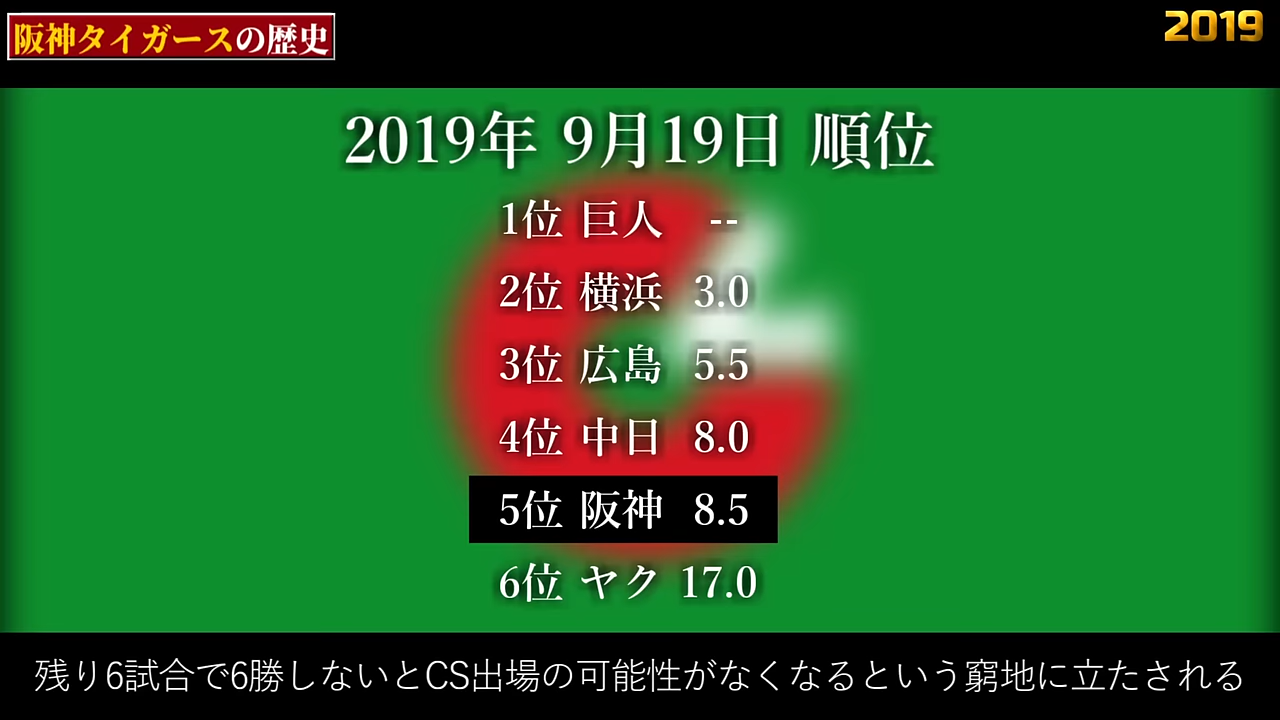 阪神タイガースの歴史
2019
2019年 9月19日 順位
1位 巨人 --
2位 横浜 3.0
3位 広島 5.5
4位 中日 8.0
5位 阪神 8.5
6位 ヤク 17.0
残り6試合で6勝しないとCS出場の可能性がなくなるという窮地に立たされる